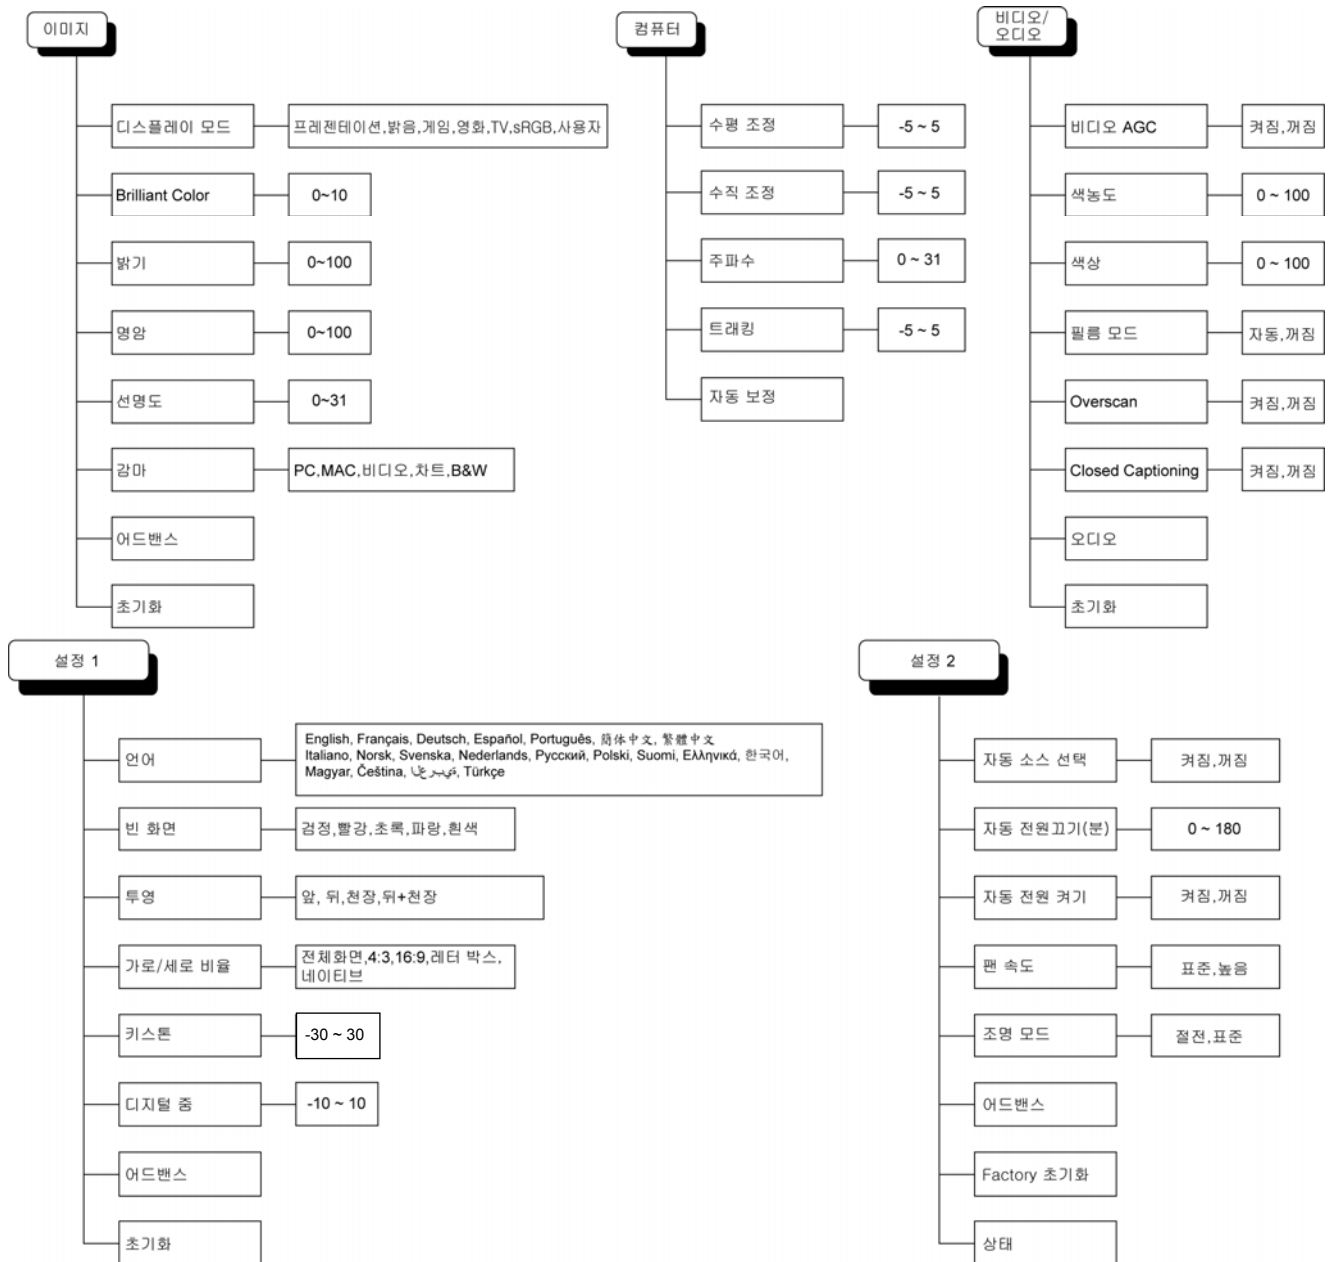 이미지
디스플레이 모드
프레젠테이션,밝음,게임,영화,TV,sRGB,사용자
Brilliant Color
0~10
밝기
0~100
명암
0~100
선명도
0~31
감마
PC,MAC,비디오,차트,B&W
어드밴스
초기화
컴퓨터
수평 조정
-5 ~ 5
수직 조정
-5 ~ 5
주파수
0 ~ 31
트래킹
-5 ~ 5
자동 보정
비디오/
오디오
비디오 AGC
켜짐,꺼짐
색농도
0 ~ 100
색상
0 ~ 100
필름 모드
자동,꺼짐
Overscan
켜짐,꺼짐
Closed Captioning
켜짐,꺼짐
오디오
초기화
설정 1
언어
English, Français, Deutsch, Español, Português, 简体中文, 繁體中文
Italiano, Norsk, Svenska, Nederlands, Русский, Polski, Suomi, Ελληνικά, 한국어,
Magyar, Čeština, Türkçe
빈 화면
검정,빨강,초록,파랑,흰색
투영
앞, 뒤,천장,뒤+천장
가로/세로 비율
전체화면,4:3,16:9,레터 박스,
네이티브
키스톤
-30 ~ 30
디지털 줌
-10 ~ 10
어드밴스
초기화
설정 2
자동 소스 선택
켜짐,꺼짐
자동 전원끄기(분)
0 ~ 180
자동 전원 켜기
켜짐,꺼짐
팬 속도
표준,높음
조명 모드
절전,표준
어드밴스
Factory 초기화
상태